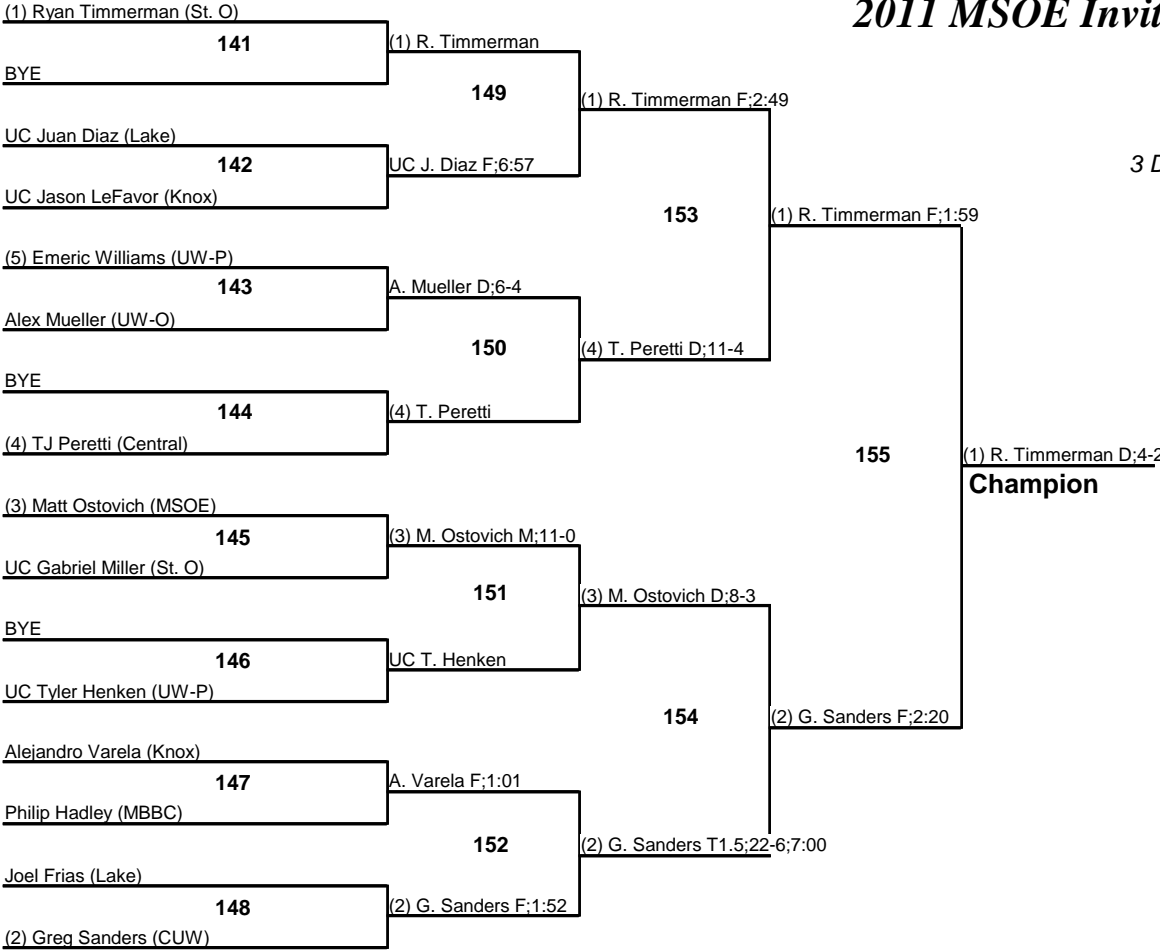 2011 MSOE Invit
(1) Ryan Timmerman (St. O)
141
(1) R. Timmerman
BYE
149
(1) R. Timmerman F;2:49
UC Juan Diaz (Lake)
142
UC J. Diaz F;6:57
3 D
UC Jason LeFavor (Knox)
153
(1) R. Timmerman F;1:59
(5) Emeric Williams (UW-P)
143
A. Mueller D;6-4
Alex Mueller (UW-O)
150
(4) T. Peretti D;11-4
BYE
144
(4) T. Peretti
(4) TJ Peretti (Central)
155
(1) R. Timmerman D;4-2
Champion
(3) Matt Ostovich (MSOE)
145
(3) M. Ostovich M;11-0
UC Gabriel Miller (St. O)
151
(3) M. Ostovich D;8-3
BYE
146
UC T. Henken
UC Tyler Henken (UW-P)
154
(2) G. Sanders F;2:20
Alejandro Varela (Knox)
147
A. Varela F;1:01
Philip Hadley (MBBC)
152
(2) G. Sanders T1.5;22-6;7:00
Joel Frias (Lake)
148
(2) G. Sanders F;1:52
(2) Greg Sanders (CUW)